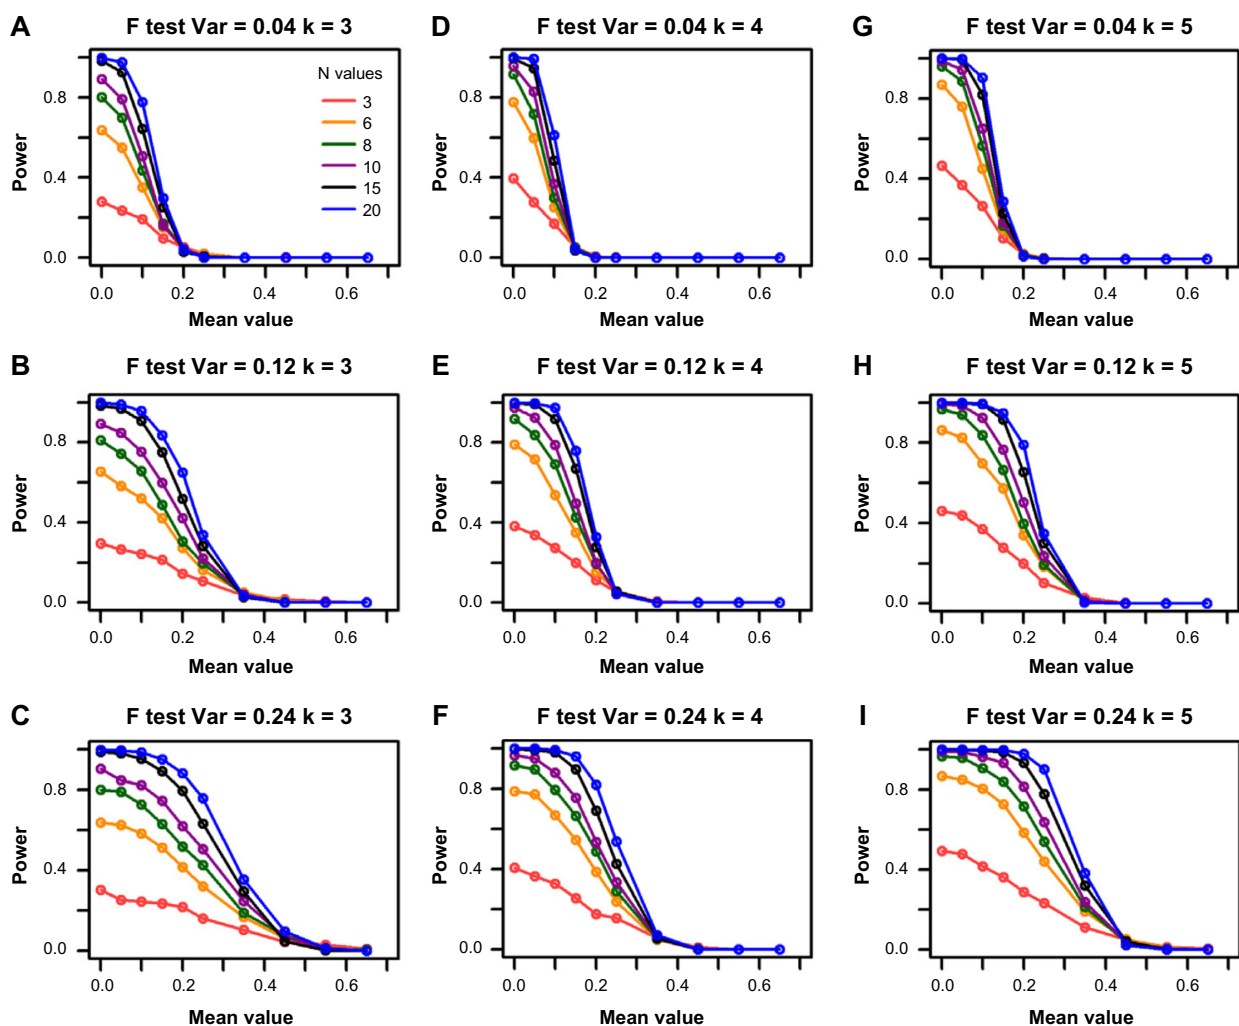 A
F test Var = 0.04 k = 3
Power
0.8
0.4
0.0
N values
3
6
8
10
15
20
0.0 0.2 0.4 0.6
Mean value
D
F test Var = 0.04 k = 4
Power
0.8
0.4
0.0
0.0 0.2 0.4 0.6
Mean value
G
F test Var = 0.04 k = 5
Power
0.8
0.4
0.0
0.0 0.2 0.4 0.6
Mean value
B
F test Var = 0.12 k = 3
Power
0.8
0.4
0.0
0.0 0.2 0.4 0.6
Mean value
E
F test Var = 0.12 k = 4
Power
0.8
0.4
0.0
0.0 0.2 0.4 0.6
Mean value
H
F test Var = 0.12 k = 5
Power
0.8
0.4
0.0
0.0 0.2 0.4 0.6
Mean value
C
F test Var = 0.24 k = 3
Power
0.8
0.4
0.0
0.0 0.2 0.4 0.6
Mean value
F
F test Var = 0.24 k = 4
Power
0.8
0.4
0.0
0.0 0.2 0.4 0.6
Mean value
I
F test Var = 0.24 k = 5
Power
0.8
0.4
0.0
0.0 0.2 0.4 0.6
Mean value